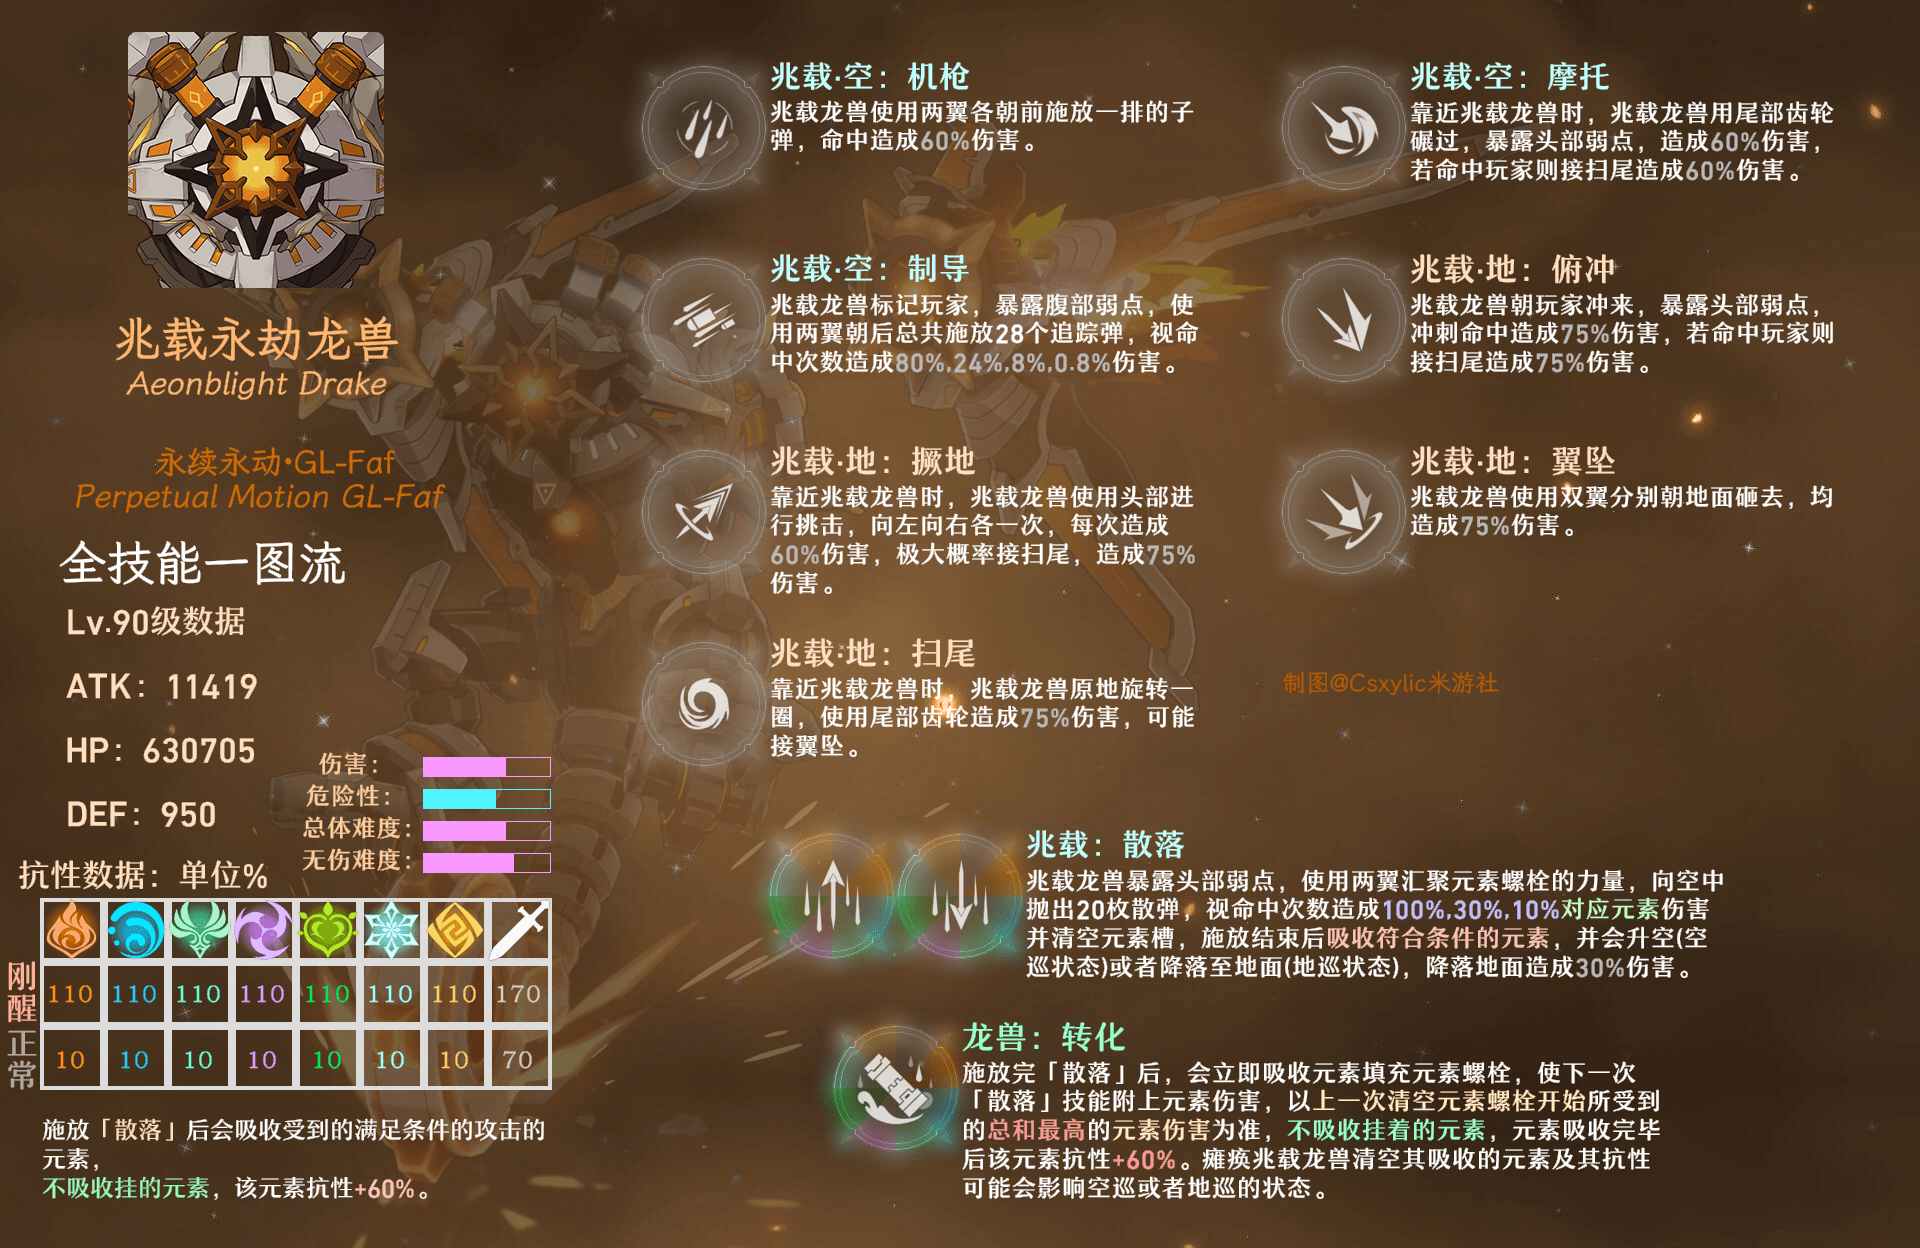 兆载永劫龙兽
Aeonblight Drake
永续永动·GL-Faf
Perpetual Motion GL-Faf
全技能一图流
Lv.90级数据
ATK：11419
HP：630705
DEF：950
伤害：
危险性：
总体难度：
无伤难度：
抗性数据：单位%
刚醒
110 110 110 110 110 110 110 170
正常
10 10 10 10 10 10 10 70
施放「散落」后会吸收受到的满足条件的攻击的
元素，
不吸收挂的元素，该元素抗性+60%。
兆载·空：机枪
兆载龙兽使用两翼各朝前施放一排的子
弹，命中造成60%伤害。
兆载·空：制导
兆载龙兽标记玩家，暴露腹部弱点，使
用两翼朝后总共施放28个追踪弹，视命
中次数造成80%,24%,8%,0.8%伤害。
兆载·地：撅地
靠近兆载龙兽时，兆载龙兽使用头部进
行挑击，向左向右各一次，每次造成
60%伤害，极大概率接扫尾，造成75%
伤害。
兆载·地：扫尾
靠近兆载龙兽时，兆载龙兽原地旋转一
圈，使用尾部齿轮造成75%伤害，可能
接翼坠。
兆载·空：摩托
靠近兆载龙兽时，兆载龙兽用尾部齿轮
碾过，暴露头部弱点，造成60%伤害，
若命中玩家则接扫尾造成60%伤害。
兆载·地：俯冲
兆载龙兽朝玩家冲来，暴露头部弱点，
冲刺命中造成75%伤害，若命中玩家则
接扫尾造成75%伤害。
兆载·地：翼坠
兆载龙兽使用双翼分别朝地面砸去，均
造成75%伤害。
制图@Csxylic米游社
兆载：散落
兆载龙兽暴露头部弱点，使用两翼汇聚元素螺栓的力量，向空中
抛出20枚散弹，视命中次数造成100%,30%,10%对应元素伤害
并清空元素槽，施放结束后吸收符合条件的元素，并会升空(空
巡状态)或者降落至地面(地巡状态)，降落地面造成30%伤害。
龙兽：转化
施放完「散落」后，会立即吸收元素填充元素螺栓，使下一次
「散落」技能附上元素伤害，以上一次清空元素螺栓开始所受到
的总和最高的元素伤害为准，不吸收挂着的元素，元素吸收完毕
后该元素抗性+60%。瘫痪兆载龙兽清空其吸收的元素及其抗性
可能会影响空巡或者地巡的状态。